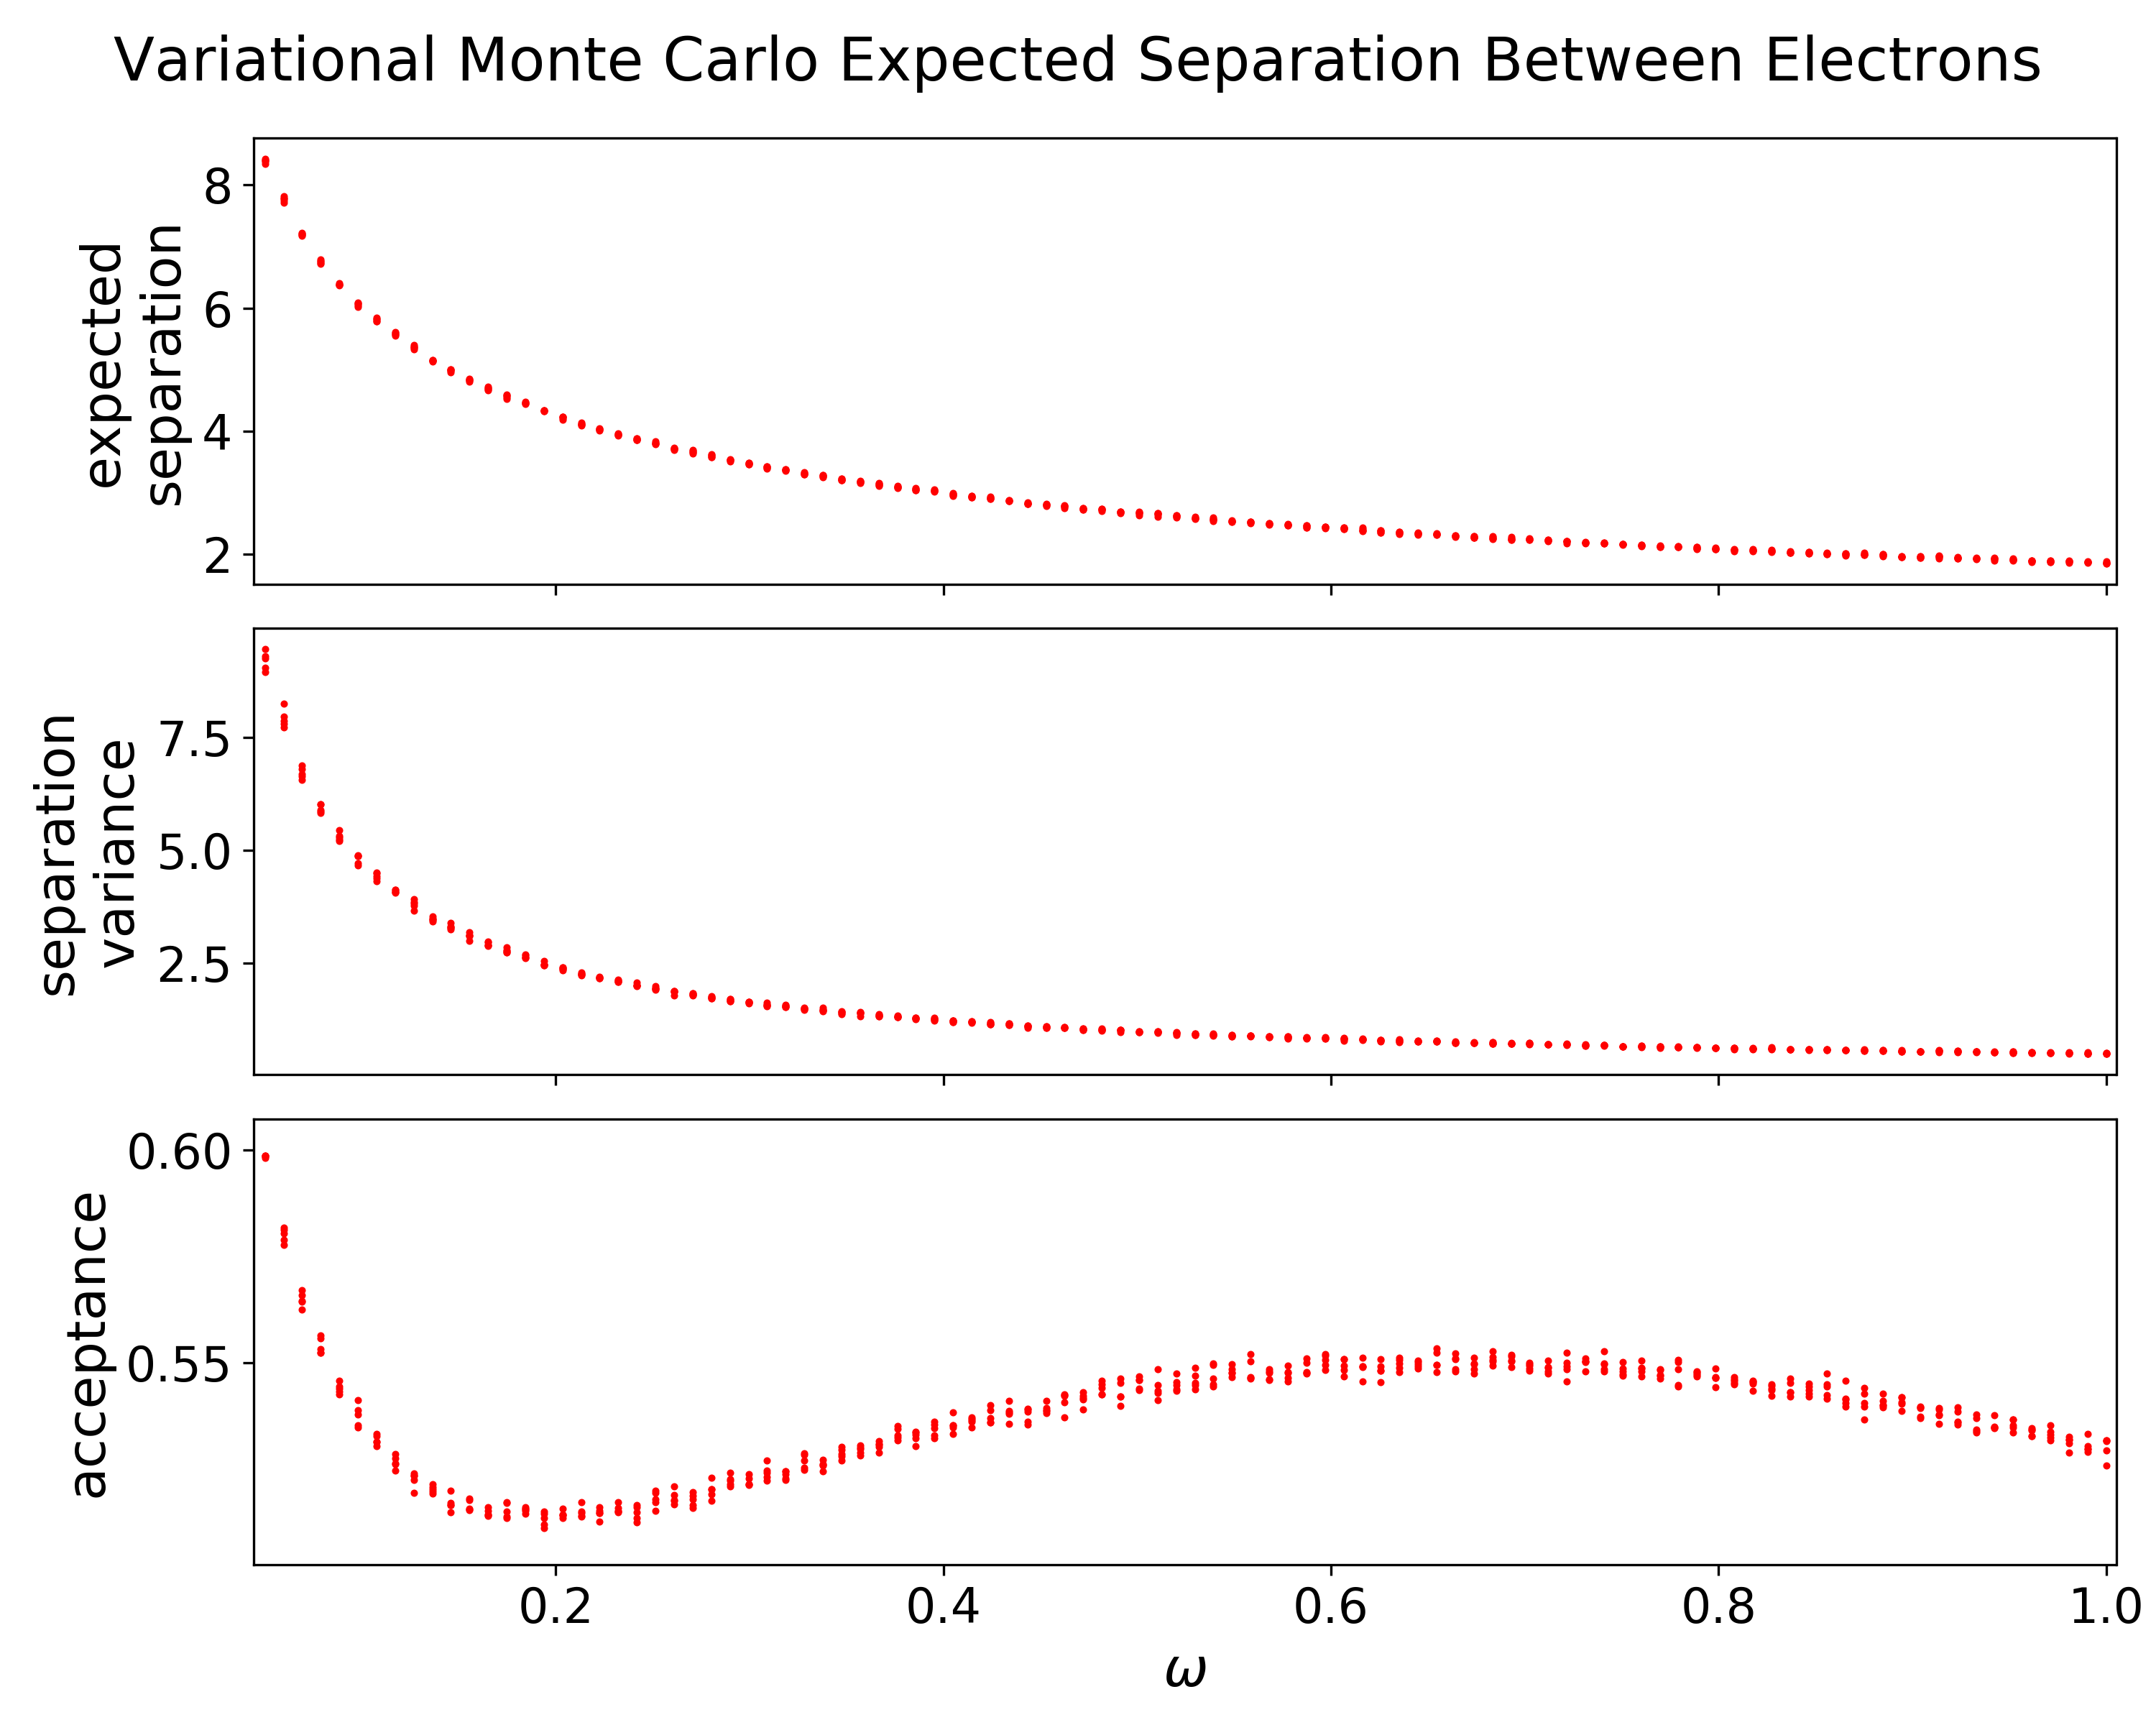 Variational Monte Carlo Expected Separation Between Electrons
expected
separation
8
6
4
2
separation
variance
7.5
5.0
2.5
acceptance
0.60
0.55
0.2
0.4
0.6
0.8
1.0
ω